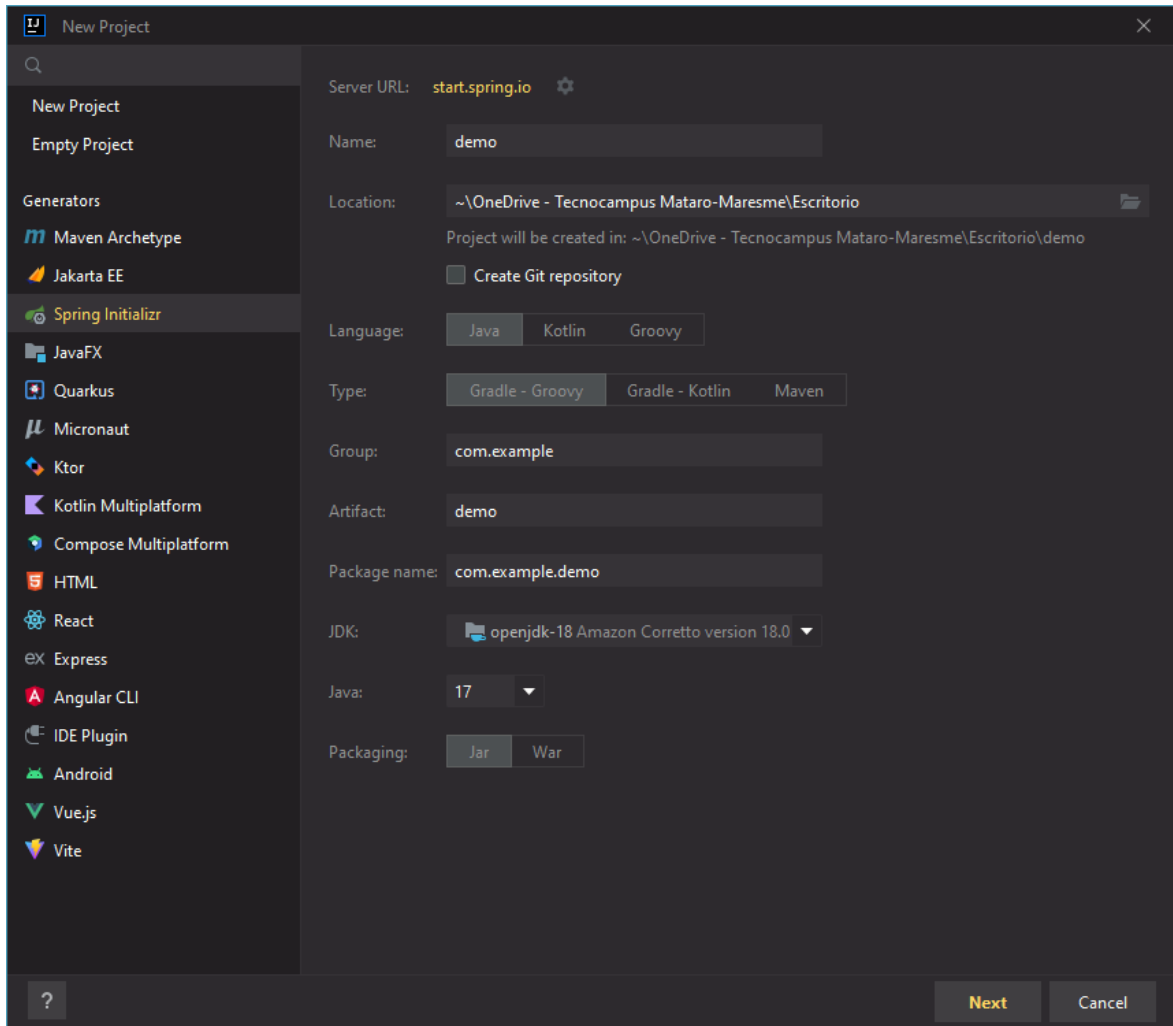 New Project
New Project
Empty Project
Generators
Maven Archetype
Jakarta EE
Spring Initializr
JavaFX
Quarkus
Micronaut
Ktor
Kotlin Multiplatform
Compose Multiplatform
HTML
React
ex Express
Angular CLI
IDE Plugin
Android
Vue.js
Vite
?
Server URL: start.spring.io
Name: demo
Location: ~\OneDrive - Tecnocampus Mataro-Maresme\Escritorio
Project will be created in: ~\OneDrive - Tecnocampus Mataro-Maresme\Escritorio\demo
Create Git repository
Language: Java Kotlin Groovy
Type: Gradle - Groovy Gradle - Kotlin Maven
Group: com.example
Artifact: demo
Package name: com.example.demo
JDK: openjdk-18 Amazon Corretto version 18.0
Java: 17
Packaging: Jar War
Next Cancel